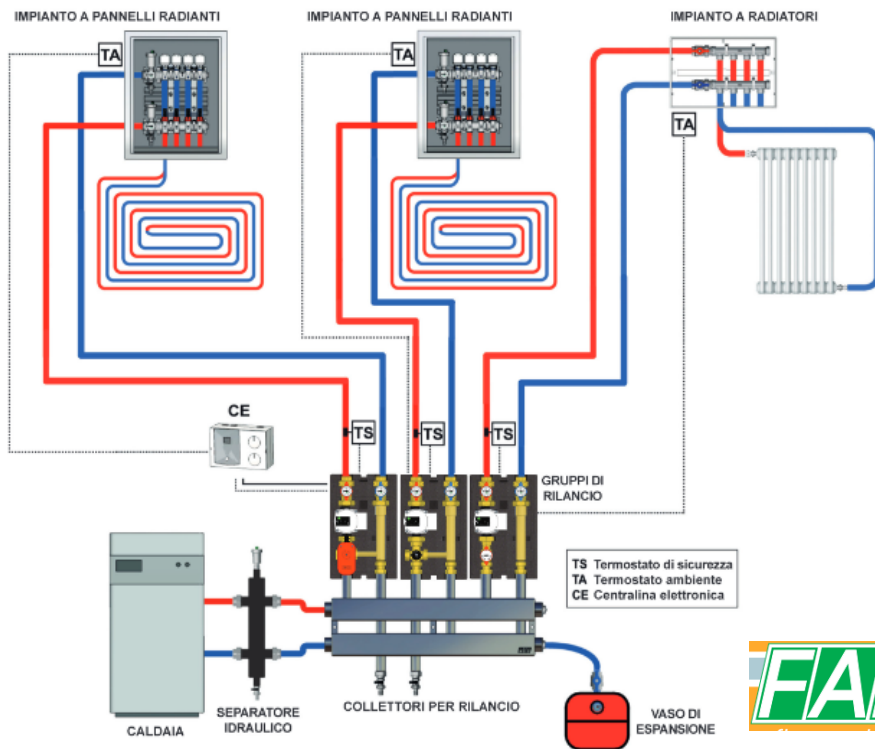 IMPIANTO A PANNELLI RADIANTI
IMPIANTO A PANNELLI RADIANTI
IMPIANTO A RADIATORI
TA
TA
TA
CE
TS
TS
TS
GRUPPI DI
RILANCIO
TS Termostato di sicurezza
TA Termostato ambiente
CE Centralina elettronica
CALDAIA
SEPARATORE
IDRAULICO
COLLETTORI PER RILANCIO
VASO DI
ESPANSIONE